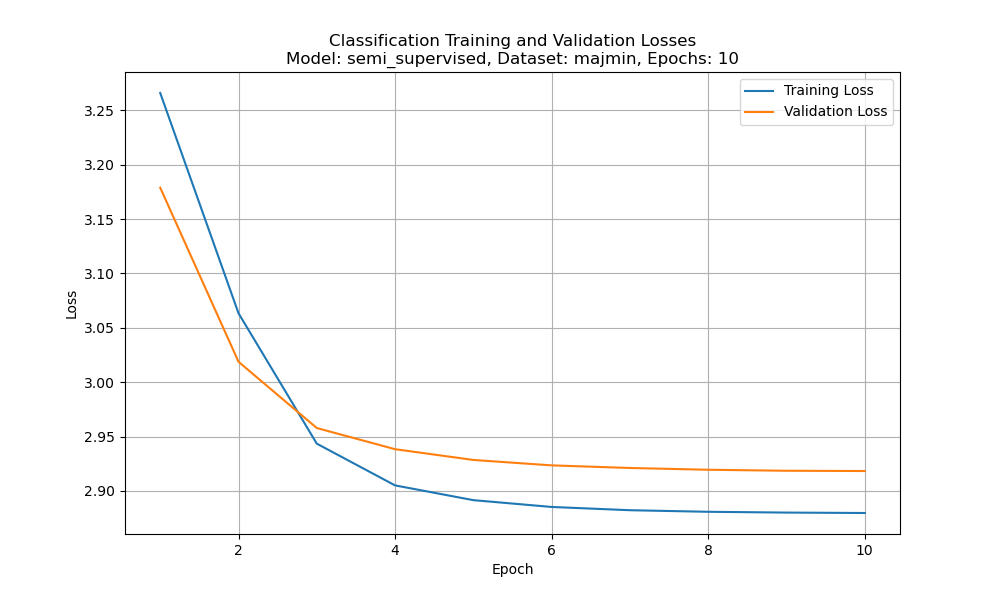 Classification Training and Validation Losses
Model: semi_supervised, Dataset: majmin, Epochs: 10
Training Loss
Validation Loss
3.25
3.20
3.15
3.10
3.05
3.00
2.95
2.90
Loss
2 4 6 8 10
Epoch